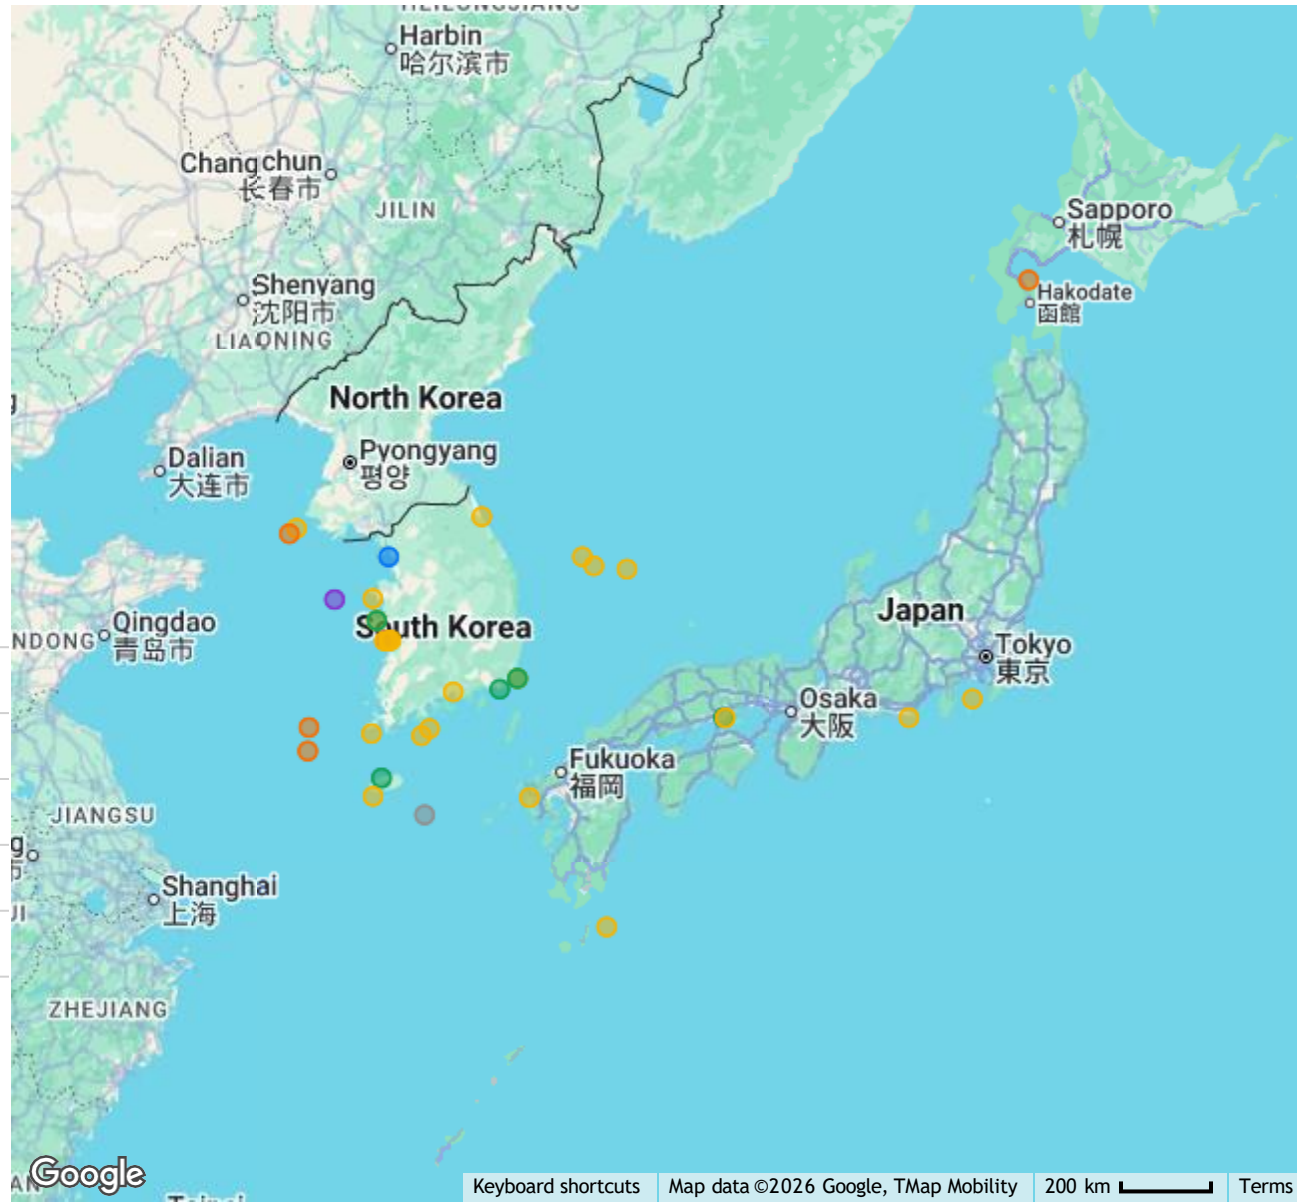 HEILONGJIANG
Harbin
哈尔滨市
Changchun
长春市
JILIN
Sapporo
札幌
Shenyang
沈阳市
LIAONING
Hakodate
函館
North Korea
Pyongyang
평양
Dalian
大连市
Qingdao
青岛市
NDONG
South Korea
Japan
Tokyo
東京
Osaka
大阪
Fukuoka
福岡
JIANGSU
Shanghai
上海
ZHEJIANG
Google
Keyboard shortcuts
Map data ©2026 Google, TMap Mobility
200 km
Terms